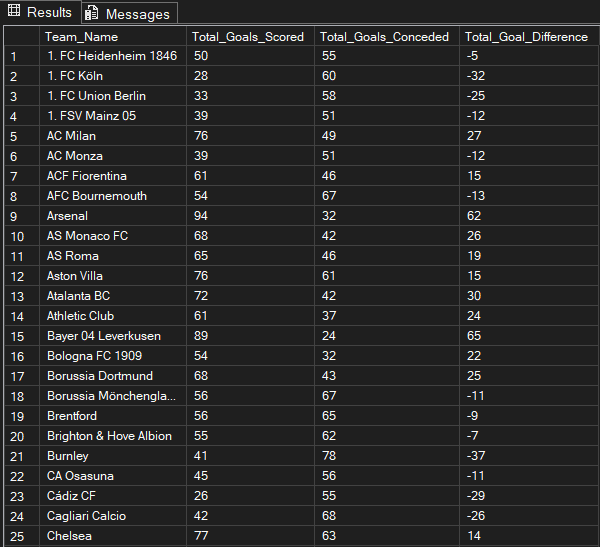 Results Messages
Team_Name Total_Goals_Scored Total_Goals_Conceded Total_Goal_Difference
1 1. FC Heidenheim 1846 50 55 -5
2 1. FC Köln 28 60 -32
3 1. FC Union Berlin 33 58 -25
4 1. FSV Mainz 05 39 51 -12
5 AC Milan 76 49 27
6 AC Monza 39 51 -12
7 ACF Fiorentina 61 46 15
8 AFC Bournemouth 54 67 -13
9 Arsenal 94 32 62
10 AS Monaco FC 68 42 26
11 AS Roma 65 46 19
12 Aston Villa 76 61 15
13 Atalanta BC 72 42 30
14 Athletic Club 61 37 24
15 Bayer 04 Leverkusen 89 24 65
16 Bologna FC 1909 54 32 22
17 Borussia Dortmund 68 43 25
18 Borussia Mönchengla... 56 67 -11
19 Brentford 56 65 -9
20 Brighton & Hove Albion 55 62 -7
21 Burnley 41 78 -37
22 CA Osasuna 45 56 -11
23 Cádiz CF 26 55 -29
24 Cagliari Calcio 42 68 -26
25 Chelsea 77 63 14